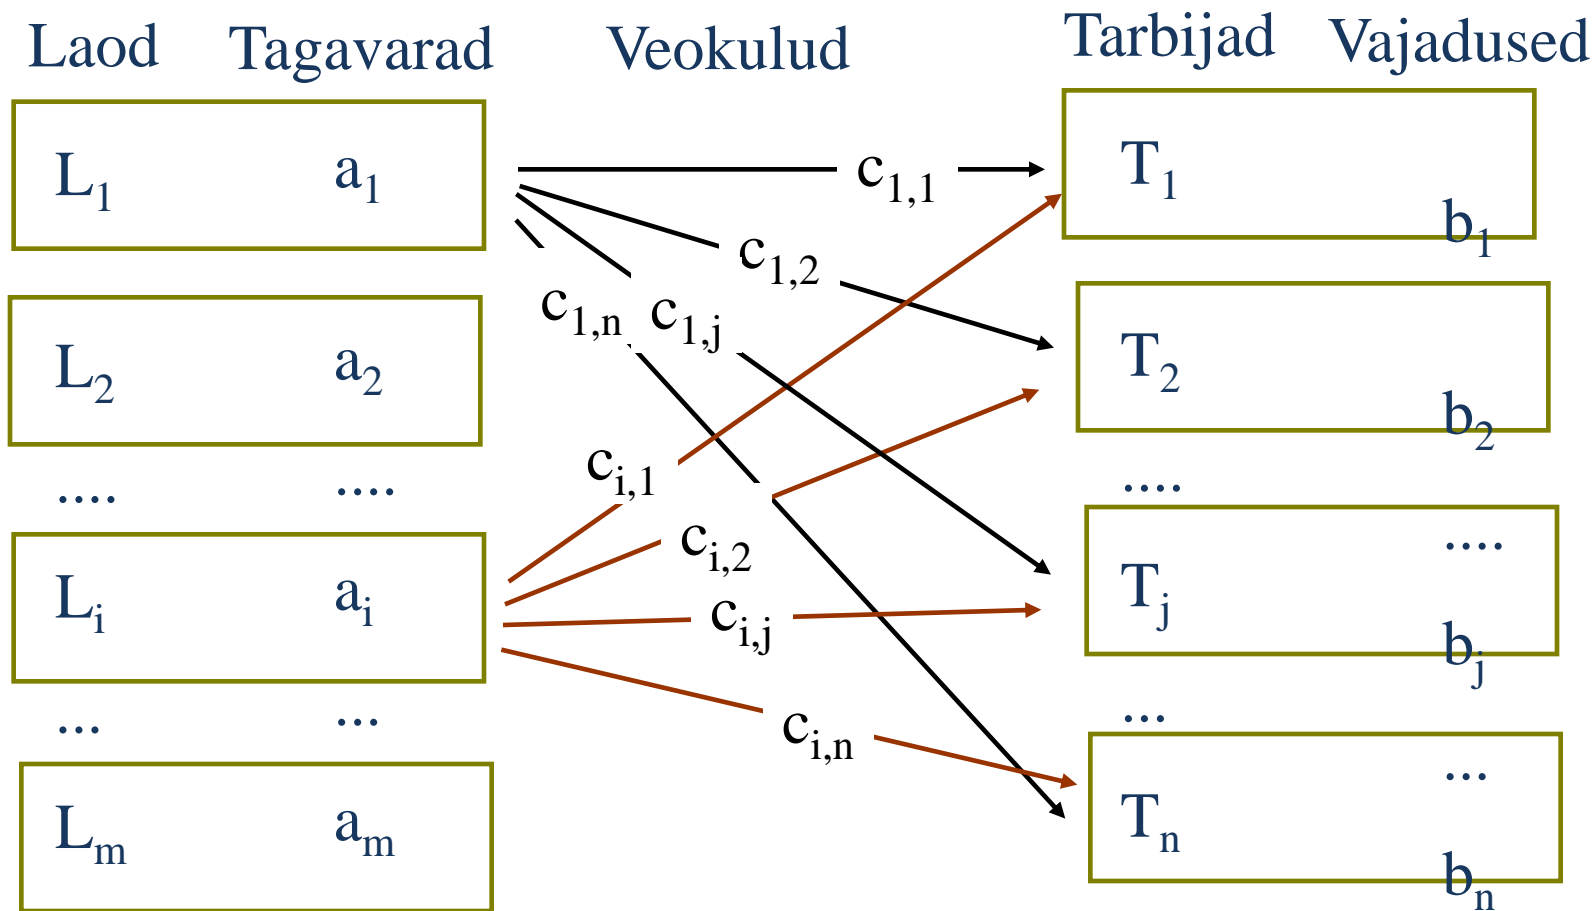 Laod Tagavarad Veokulud Tarbijad Vajadused
L₁ a₁ c₁,₁ T₁
b₁
c₁,₂
c₁,ₙ c₁,ⱼ
L₂ a₂ T₂
b₂
cᵢ,₁
.... .... ....
cᵢ,₂ ....
Lᵢ aᵢ cᵢ,ⱼ Tⱼ
bⱼ
... ... ...
cᵢ,ₙ ...
Lₘ aₘ Tₙ
bₙ